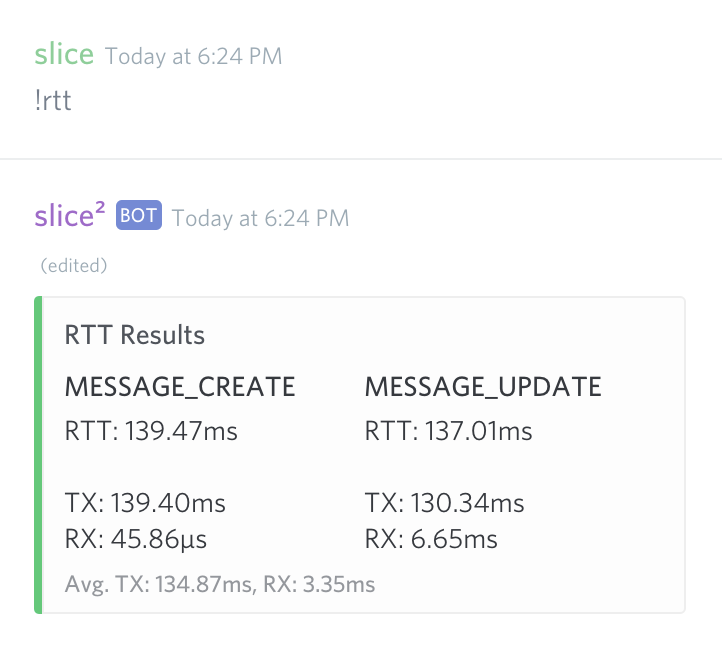 slice Today at 6:24 PM
!rtt
slice² BOT Today at 6:24 PM
(edited)
RTT Results
MESSAGE_CREATE MESSAGE_UPDATE
RTT: 139.47ms RTT: 137.01ms
TX: 139.40ms TX: 130.34ms
RX: 45.86µs RX: 6.65ms
Avg. TX: 134.87ms, RX: 3.35ms